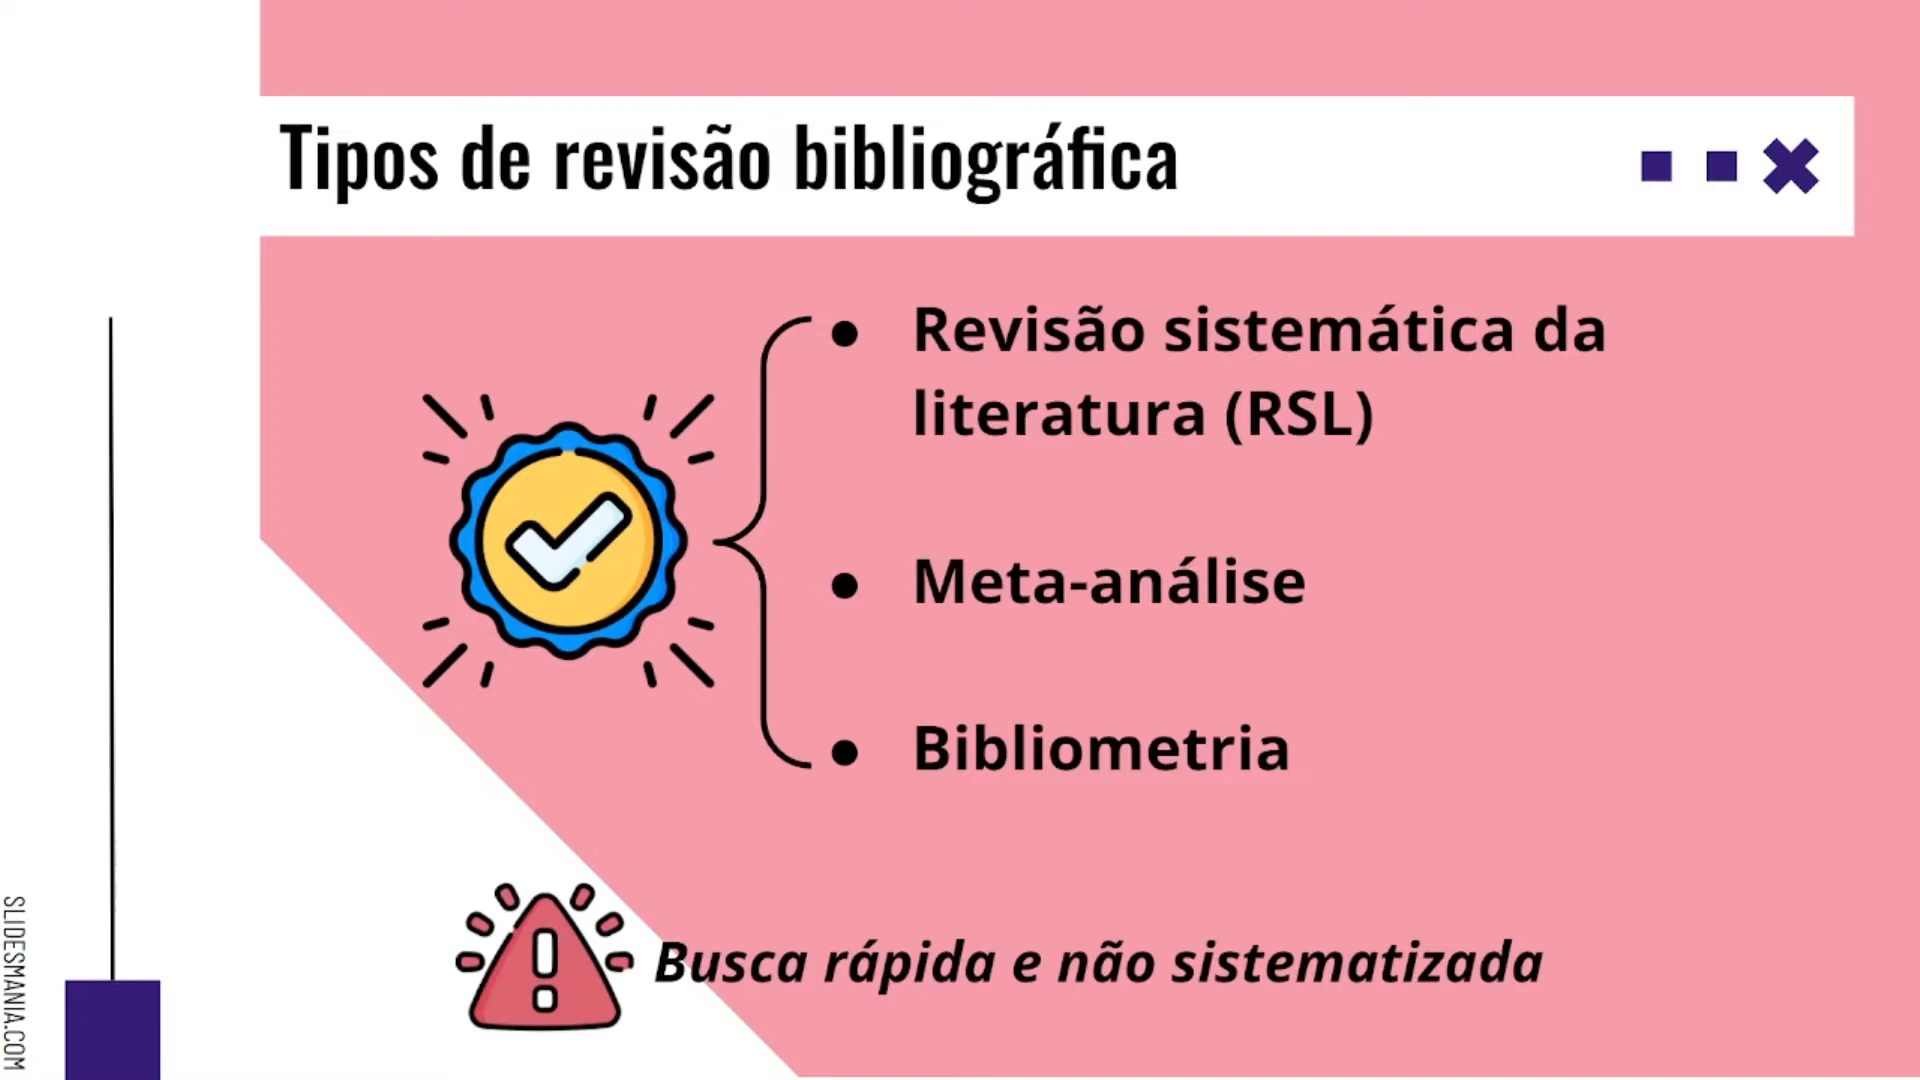 Tipos de revisão bibliográfica
● Revisão sistemática da
literatura (RSL)
● Meta-análise
● Bibliometria
Busca rápida e não sistematizada
SLIDESMANIA.COM